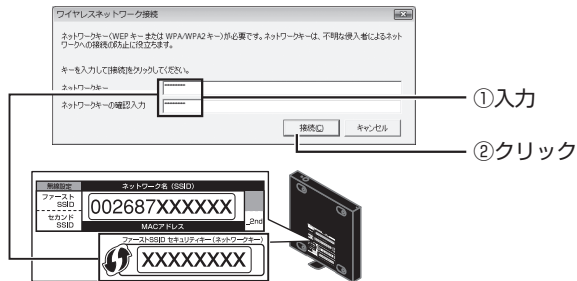 ワイヤレスネットワーク接続
ネットワークキー(WEP キーまたは WPA/WPA2 キー)が必要です。ネットワークキーは、不明な侵入者によるネット
ワークへの接続の防止に役立ちます。
キーを入力して[接続]をクリックしてください。
ネットワークキー
ネットワークキーの確認入力
接続(C)
キャンセル
①入力
②クリック
無線設定
ネットワーク名 (SSID)
ファースト
SSID
002687XXXXXX
セカンド
SSID
_2nd
MACアドレス
ファーストSSID セキュリティキー(ネットワークキー)
XXXXXXXX